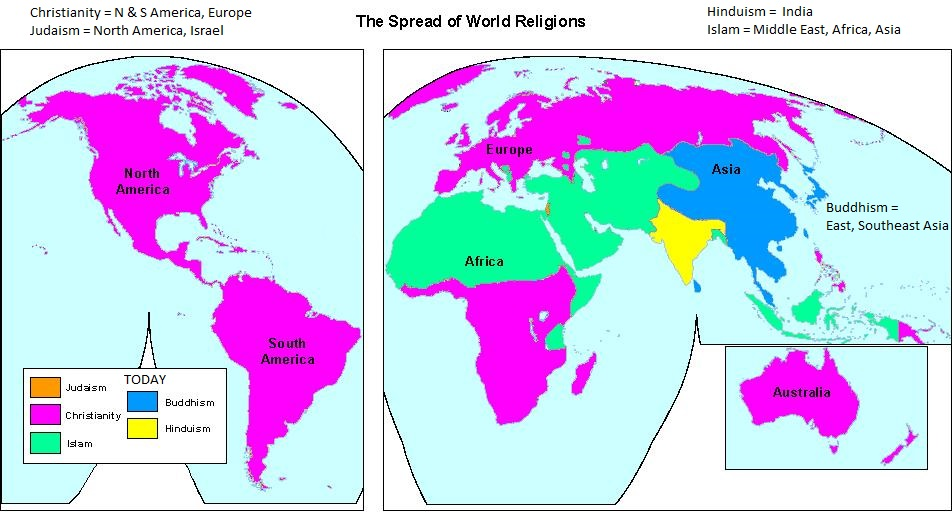 Christianity = N & S America, Europe
Judaism = North America, Israel
The Spread of World Religions
Hinduism = India
Islam = Middle East, Africa, Asia
North
America
Europe
Asia
Buddhism =
East, Southeast Asia
Africa
South
America
TODAY
Judaism
Christianity
Islam
Buddhism
Hinduism
Australia